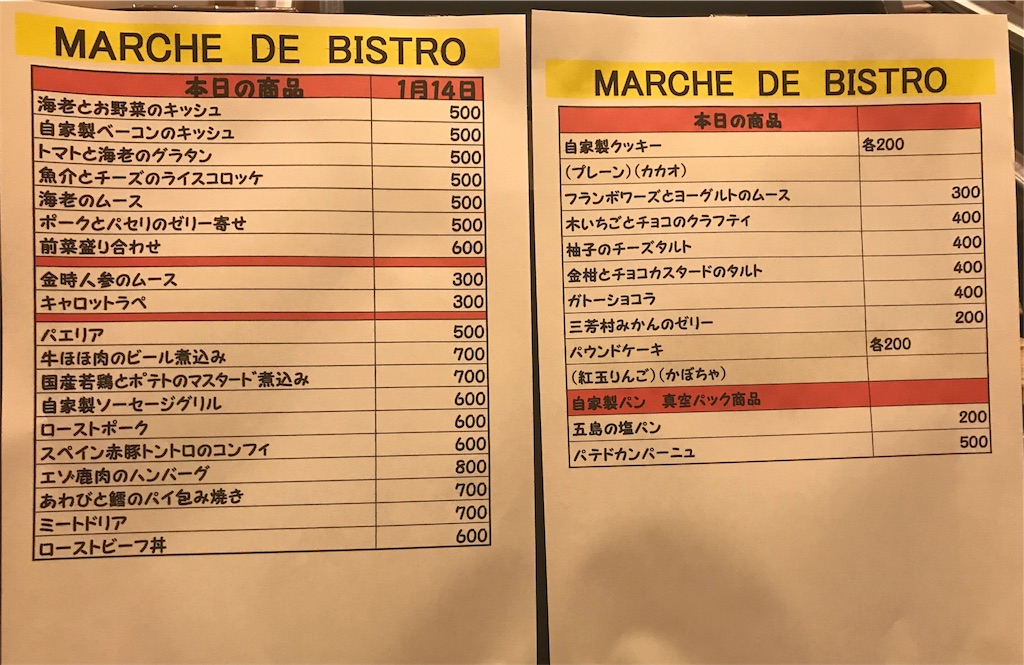 MARCHE DE BISTRO
本日の商品 1月14日
海老とお野菜のキッシュ 500
自家製ベーコンのキッシュ 500
トマトと海老のグラタン 500
魚介とチーズのライスコロッケ 500
海老のムース 500
ポークとパセリのゼリー寄せ 500
前菜盛り合わせ 600
金時人参のムース 300
キャロットラペ 300
パエリア 500
牛ほほ肉のビール煮込み 700
国産若鶏とポテトのマスタード煮込み 700
自家製ソーセージグリル 600
ローストポーク 600
スペイン赤豚トントロのコンフィ 600
エゾ鹿肉のハンバーグ 800
あわびと鱈のパイ包み焼き 700
ミートドリア 700
ローストビーフ丼 600
MARCHE DE BISTRO
本日の商品
自家製クッキー 各200
(プレーン)(カカオ)
フランボワーズとヨーグルトのムース 300
木いちごとチョコのクラフティ 400
柚子のチーズタルト 400
金柑とチョコカスタードのタルト 400
ガトーショコラ 400
三芳村みかんのゼリー 200
パウンドケーキ 各200
(紅玉りんご)(かぼちゃ)
自家製パン 真空パック商品
五島の塩パン 200
パテドカンパーニュ 500